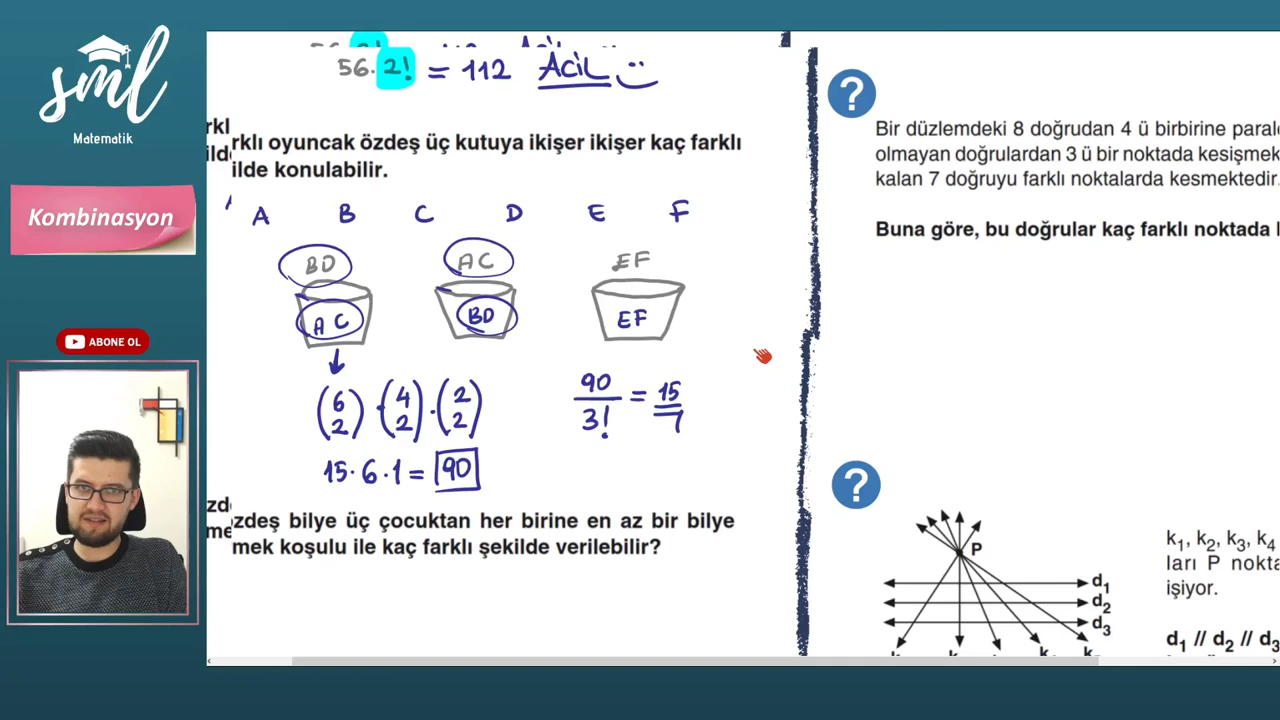 sml
Matematik
Kombinasyon
ABONE OL
56.2! = 112 Acil
rklı oyuncak özdeş üç kutuya ikişer ikişer kaç farklı
ilde konulabilir.
A B C D E F
BD AC EF
AC BD EF
(6 2) · (4 2) · (2 2)
15 · 6 · 1 = 90
90/3! = 15
özdeş bilye üç çocuktan her birine en az bir bilye
mek koşulu ile kaç farklı şekilde verilebilir?
?
Bir düzlemdeki 8 doğrudan 4 ü birbirine parale
olmayan doğrulardan 3 ü bir noktada kesişmek
kalan 7 doğruyu farklı noktalarda kesmektedir.
Buna göre, bu doğrular kaç farklı noktada
?
P
d1
d2
d3
k1, k2, k3, k4
ları P nokta
işiyor.
d1 // d2 // d3